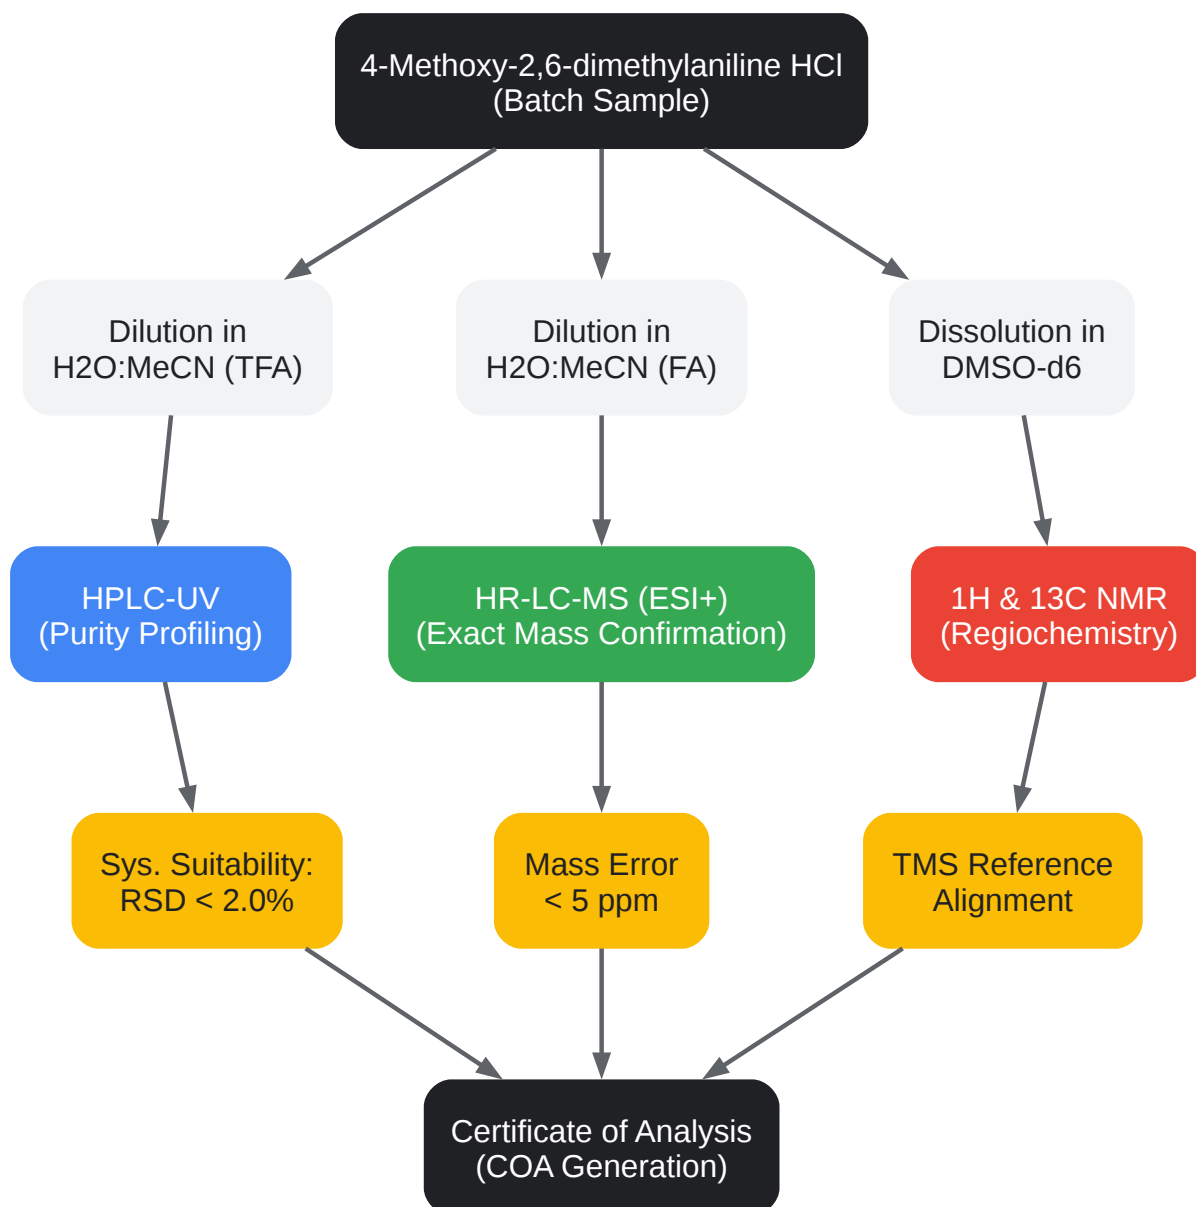 4-Methoxy-2,6-dimethylaniline HCl
(Batch Sample)
Dilution in
H2O:MeCN (TFA)
Dilution in
H2O:MeCN (FA)
Dissolution in
DMSO-d6
HPLC-UV
(Purity Profiling)
HR-LC-MS (ESI+)
(Exact Mass Confirmation)
1H & 13C NMR
(Regiochemistry)
Sys. Suitability:
RSD < 2.0%
Mass Error
< 5 ppm
TMS Reference
Alignment
Certificate of Analysis
(COA Generation)